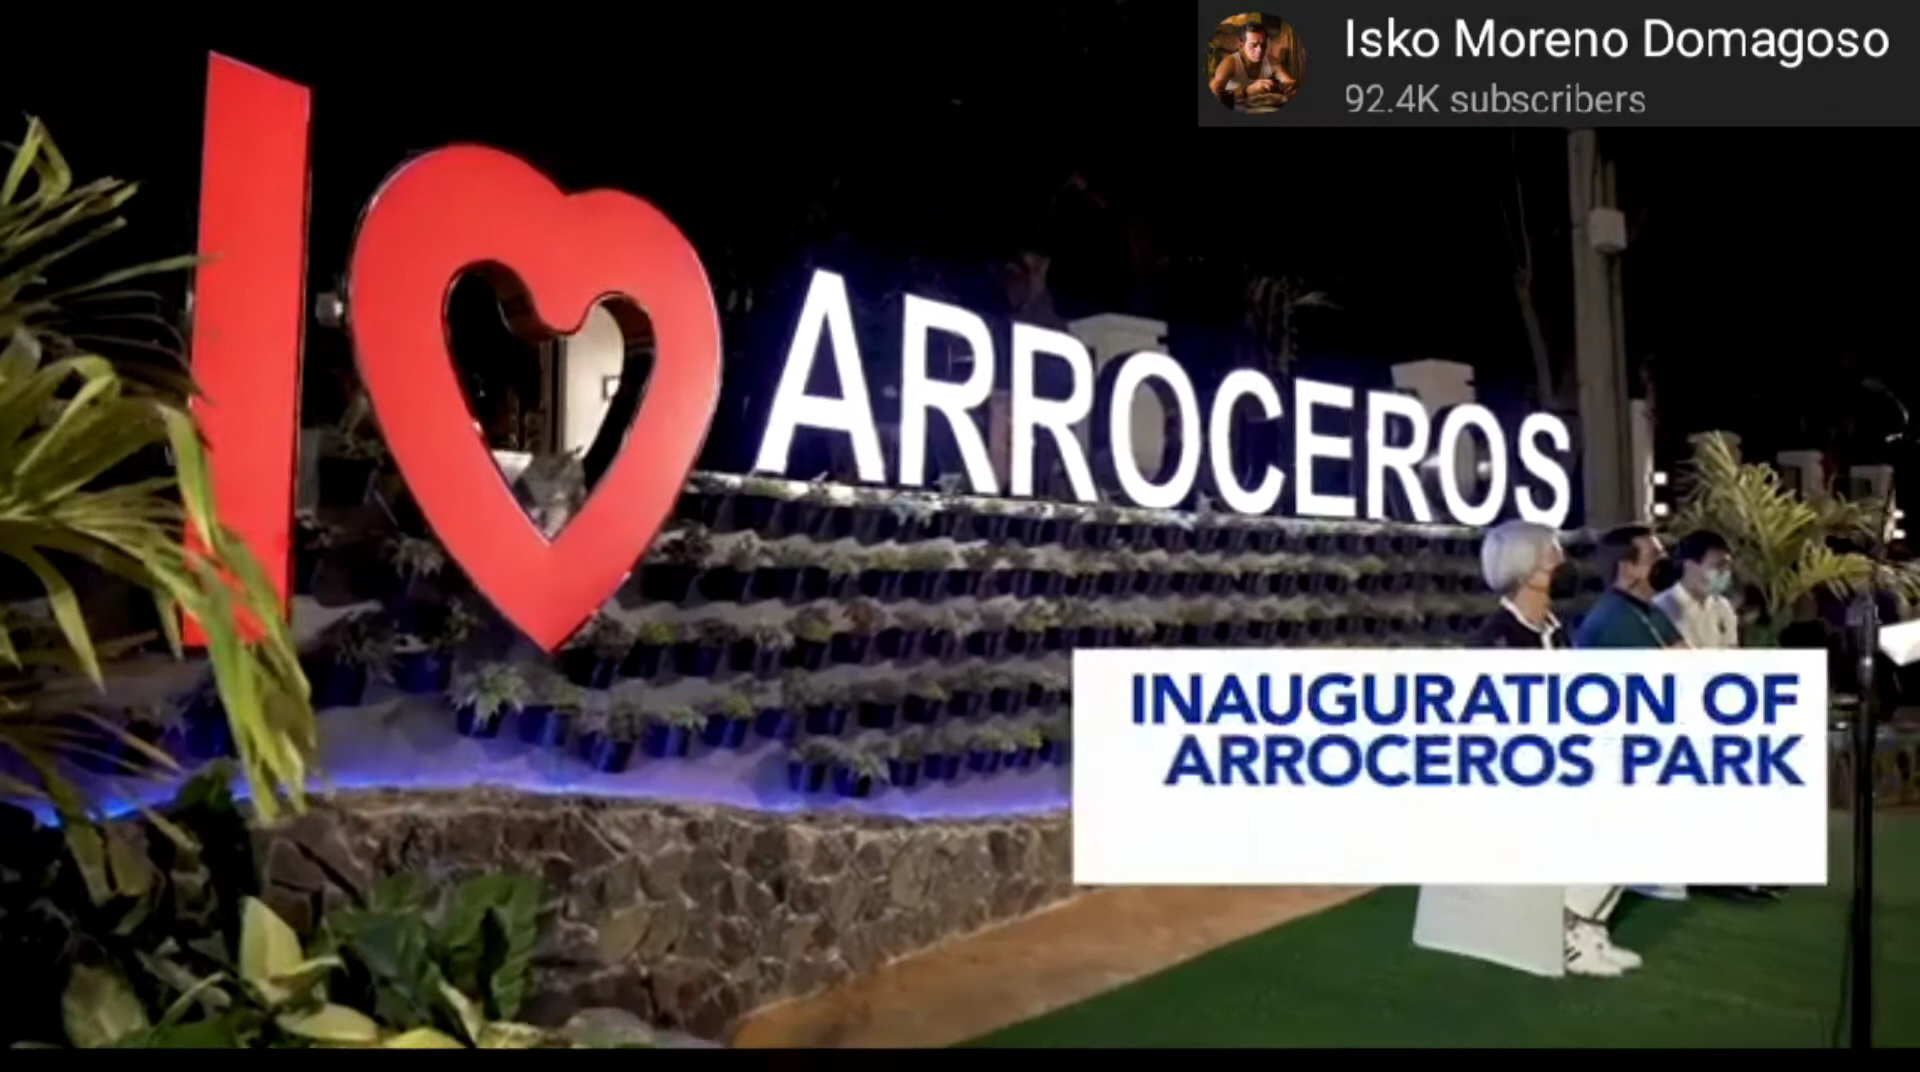 Isko Moreno Domagoso
92.4K subscribers
I
ARROCEROS
INAUGURATION OF
ARROCEROS PARK